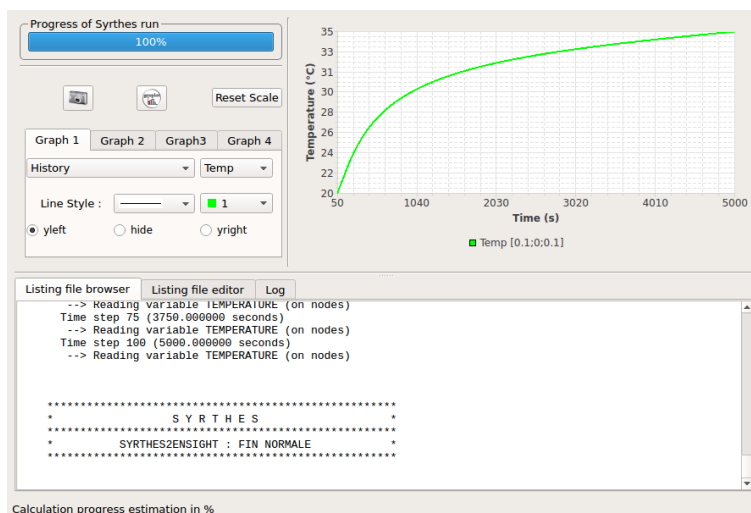 Progress of Syrthes run
100%
Reset Scale
Graph 1 Graph 2 Graph3 Graph 4
History Temp
Line Style : 1
yleft hide yright
Temperature (°C)
35
33
31
30
28
26
24
22
20
50 1040 2030 3020 4010 5000
Time (s)
Temp [0.1;0;0.1]
Listing file browser Listing file editor Log
--> Reading variable TEMPERATURE (on nodes)
Time step 75 (3750.000000 seconds)
--> Reading variable TEMPERATURE (on nodes)
Time step 100 (5000.000000 seconds)
--> Reading variable TEMPERATURE (on nodes)
*****************************************************
* S Y R T H E S *
*****************************************************
* SYRTHES2ENSIGHT : FIN NORMALE *
*****************************************************
Calculation progress estimation in %